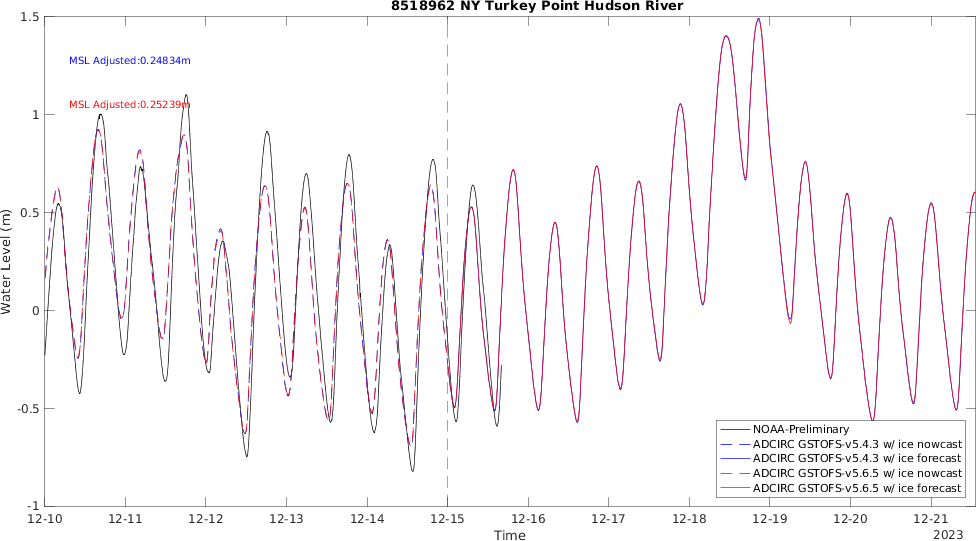 8518962 NY Turkey Point Hudson River
1.5
MSL Adjusted:0.24834m
MSL Adjusted:0.25239m
1
0.5
Water Level (m)
0
-0.5
NOAA-Preliminary
ADCIRC GSTOFS-v5.4.3 w/ ice nowcast
ADCIRC GSTOFS-v5.4.3 w/ ice forecast
ADCIRC GSTOFS-v5.6.5 w/ ice nowcast
ADCIRC GSTOFS-v5.6.5 w/ ice forecast
-1
12-10 12-11 12-12 12-13 12-14 12-15 12-16 12-17 12-18 12-19 12-20 12-21
Time 2023